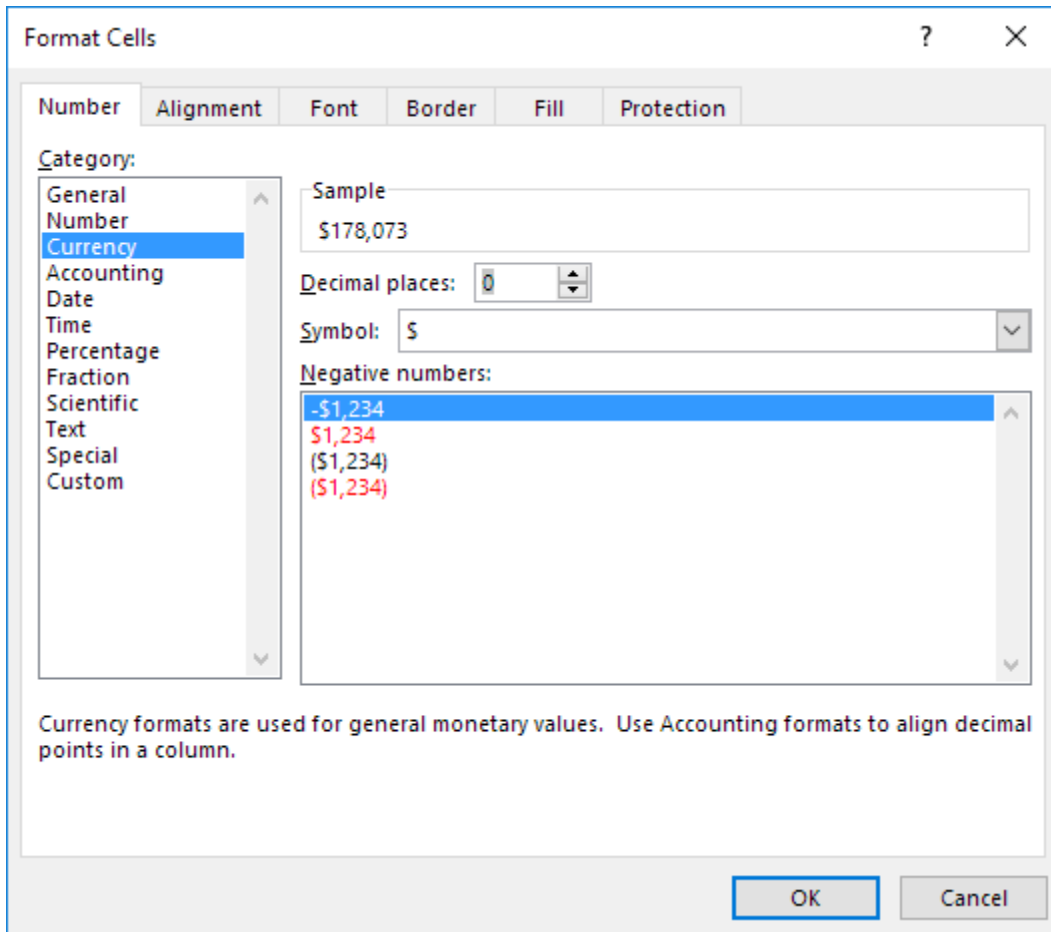 Format Cells
?
Number Alignment Font Border Fill Protection
Category:
General
Number
Currency
Accounting
Date
Time
Percentage
Fraction
Scientific
Text
Special
Custom
Sample
$178,073
Decimal places: 0
Symbol: $
Negative numbers:
-$1,234
$1,234
($1,234)
($1,234)
Currency formats are used for general monetary values.  Use Accounting formats to align decimal
points in a column.
OK Cancel